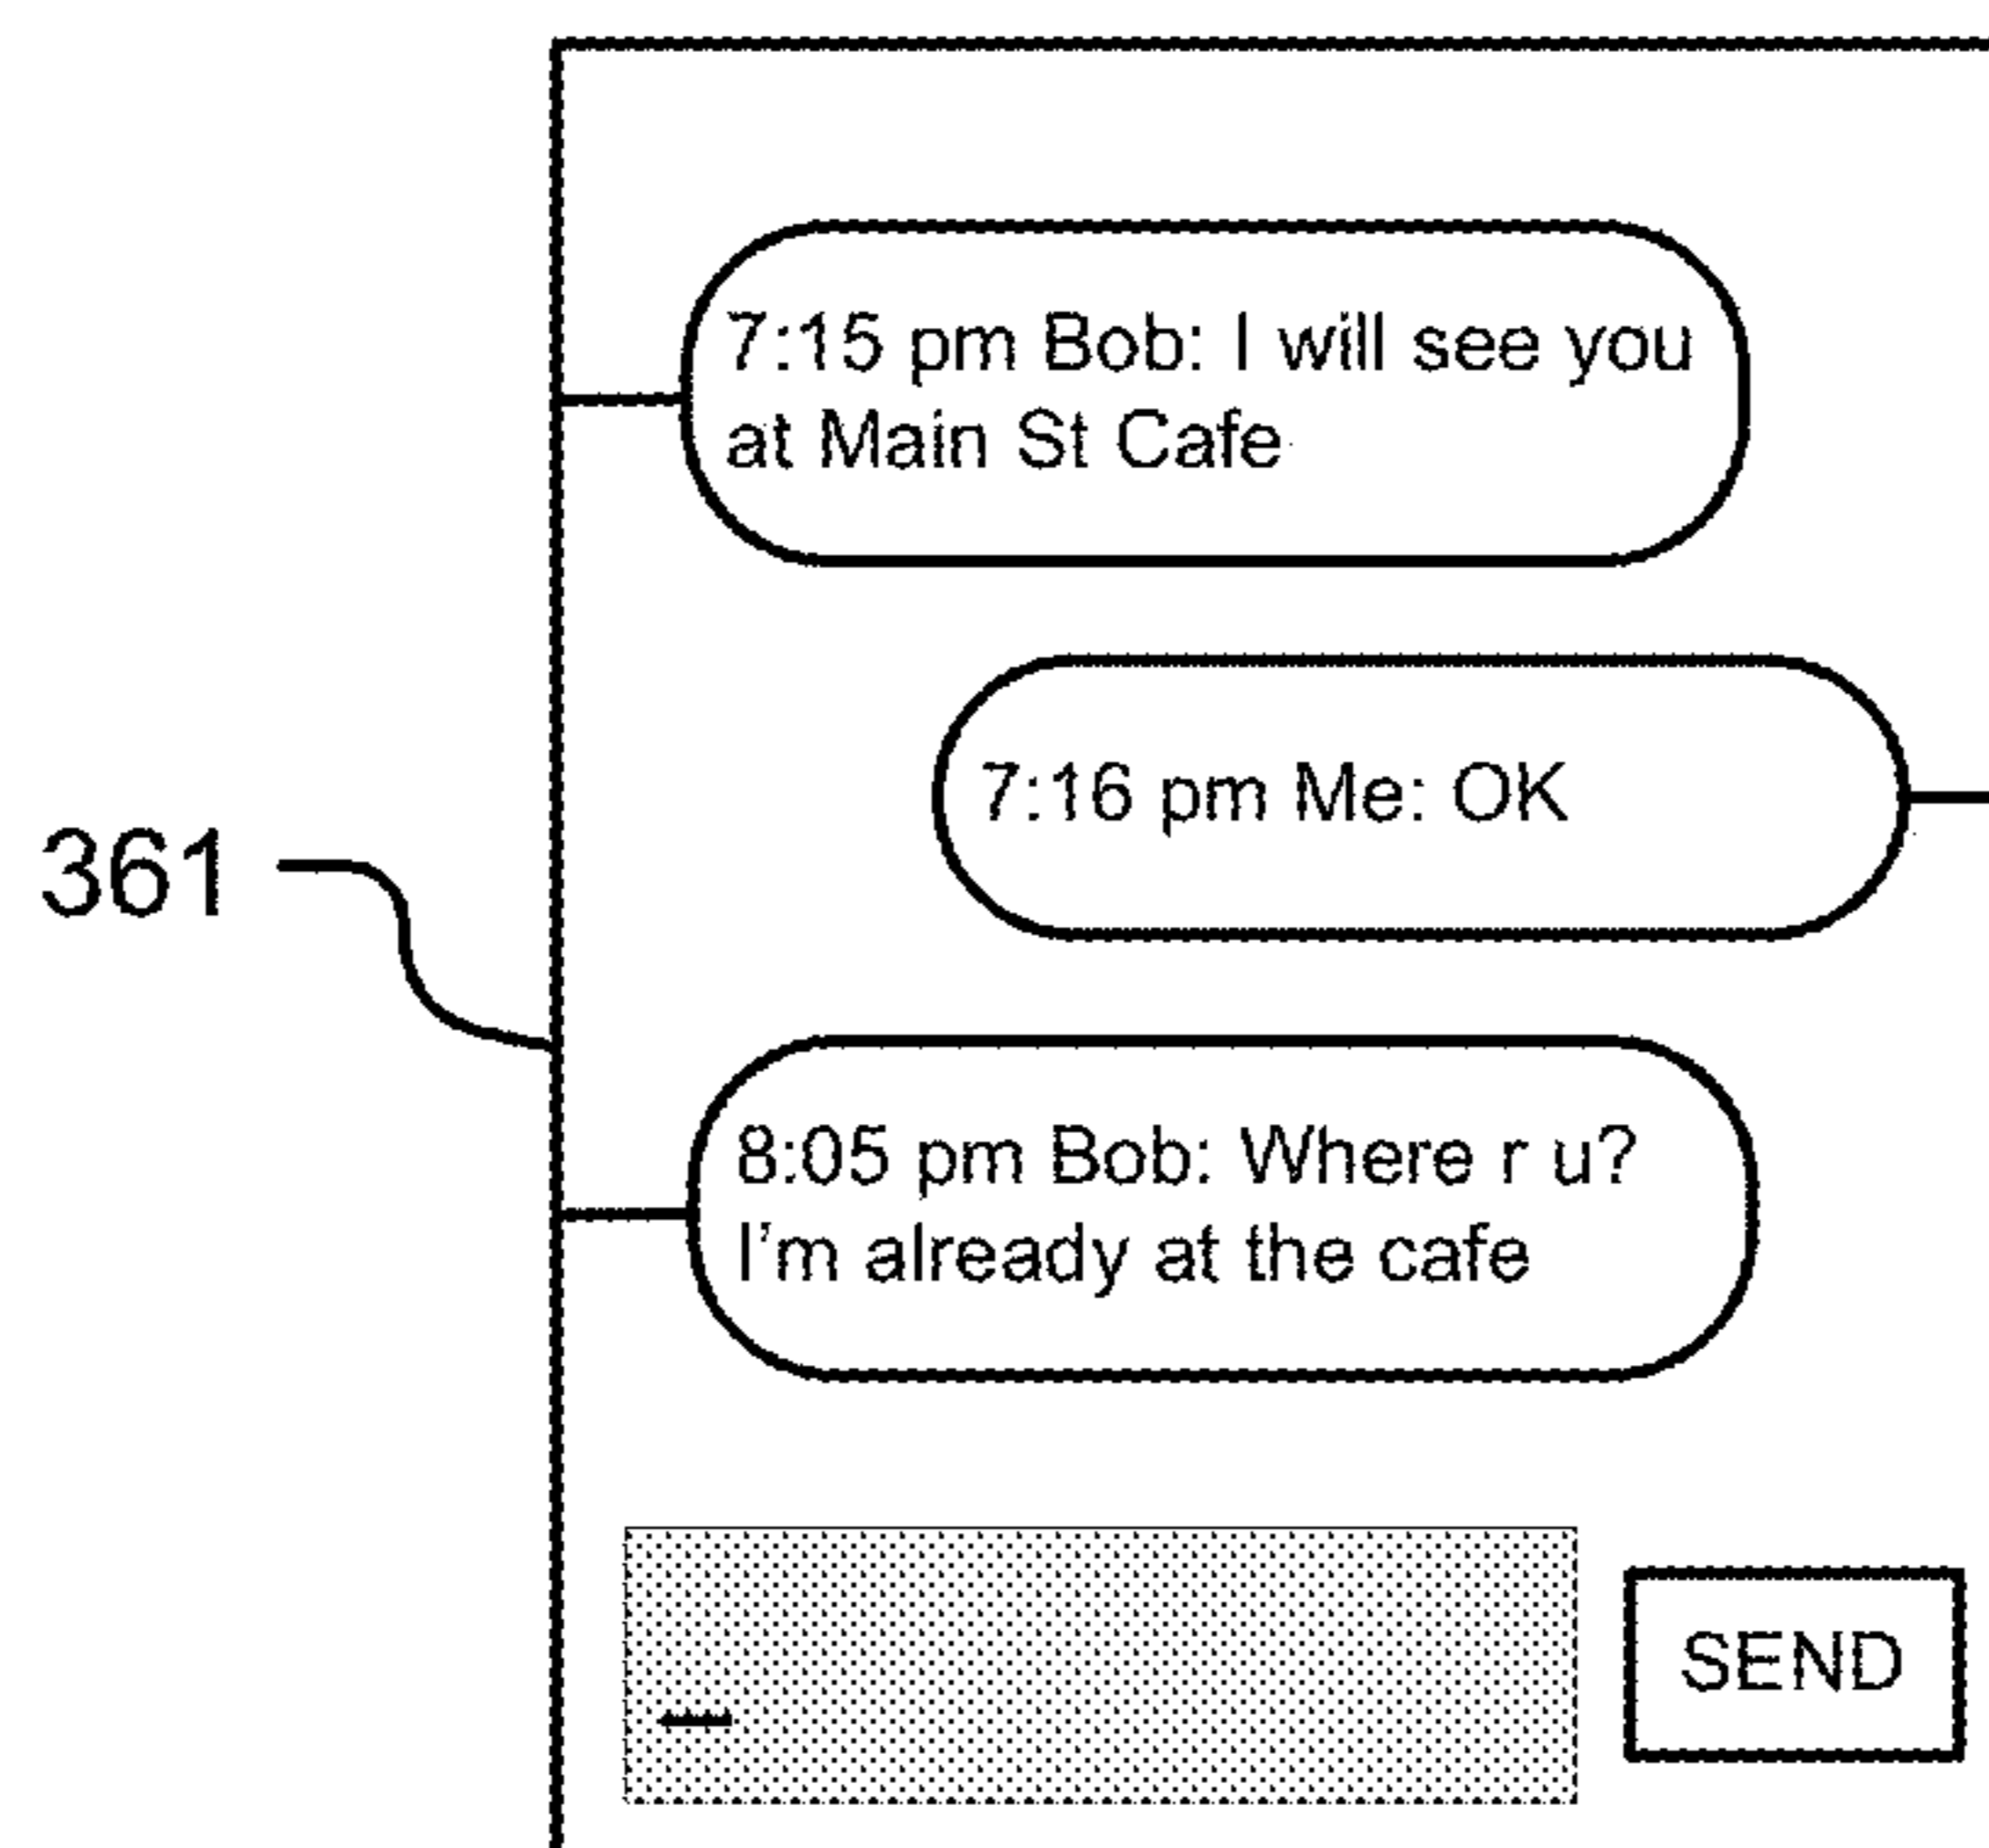 7:15 pm Bob: I will see you
at Main St Cafe
7:16 pm Me: OK
361
8:05 pm Bob: Where r u?
I'm already at the cafe
SEND